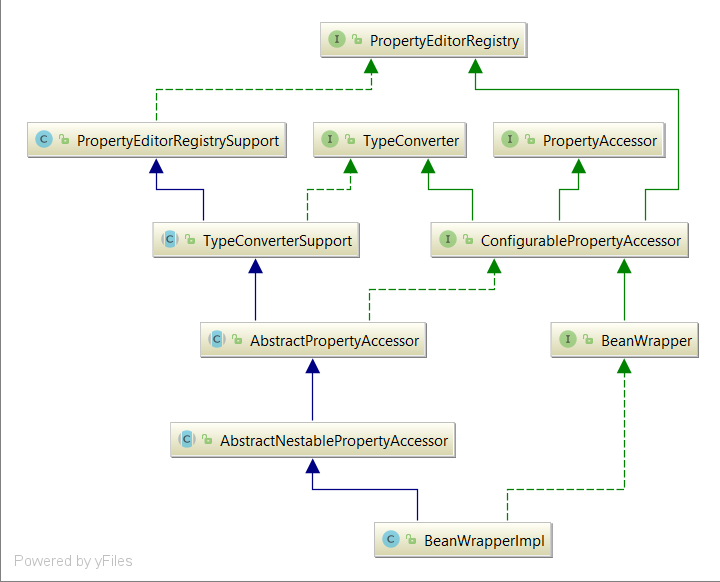 I PropertyEditorRegistry
C PropertyEditorRegistrySupport
I TypeConverter
I PropertyAccessor
C TypeConverterSupport
I ConfigurablePropertyAccessor
C AbstractPropertyAccessor
I BeanWrapper
C AbstractNestablePropertyAccessor
C BeanWrapperImpl
Powered by yFiles